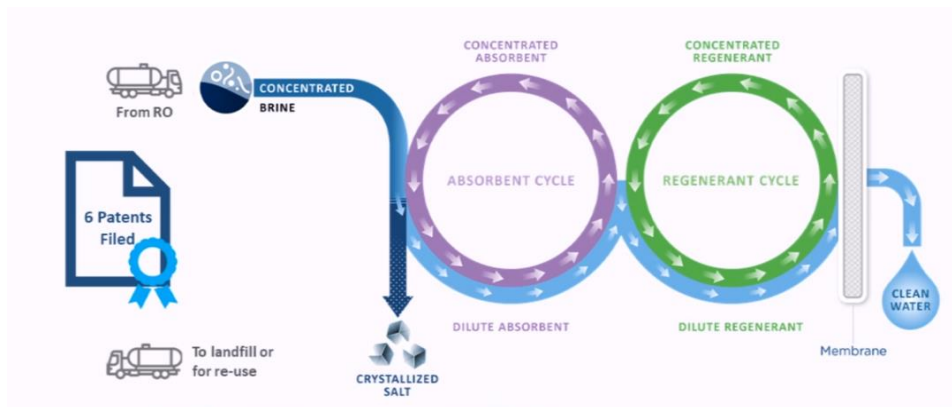 From RO
CONCENTRATED
BRINE
6 Patents
Filed
To landfill or
for re-use
CRYSTALLIZED
SALT
CONCENTRATED
ABSORBENT
ABSORBENT CYCLE
DILUTE ABSORBENT
CONCENTRATED
REGENERANT
REGENERANT CYCLE
DILUTE REGENERANT
Membrane
CLEAN
WATER